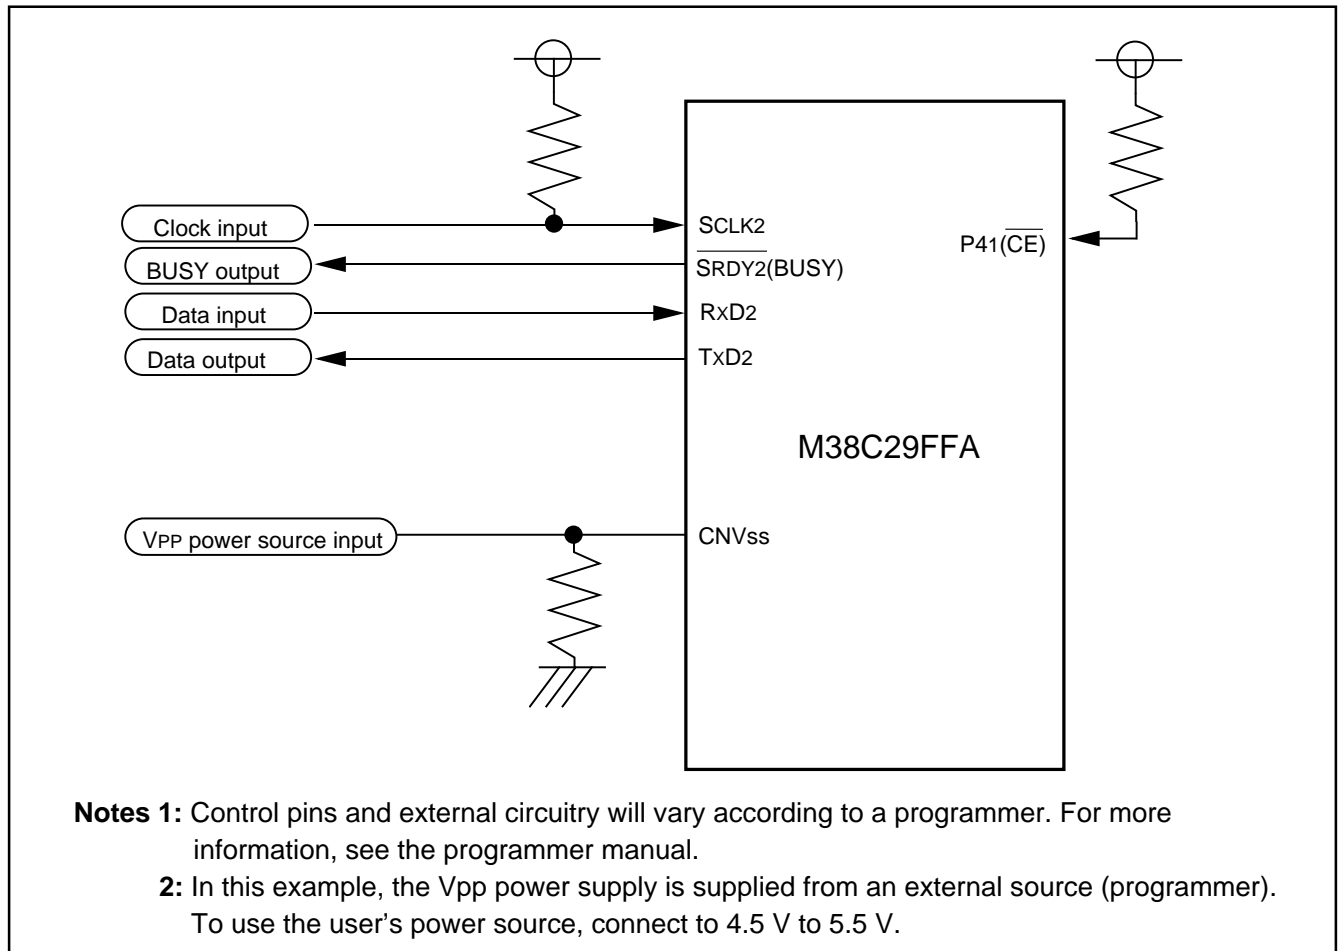 Clock input
BUSY output
Data input
Data output
VPP power source input
SCLK2
SRDY2(BUSY)
RxD2
TxD2
CNVss
P41(CE)
M38C29FFA
Notes 1: Control pins and external circuitry will vary according to a programmer. For more
information, see the programmer manual.
2: In this example, the Vpp power supply is supplied from an external source (programmer).
To use the user’s power source, connect to 4.5 V to 5.5 V.